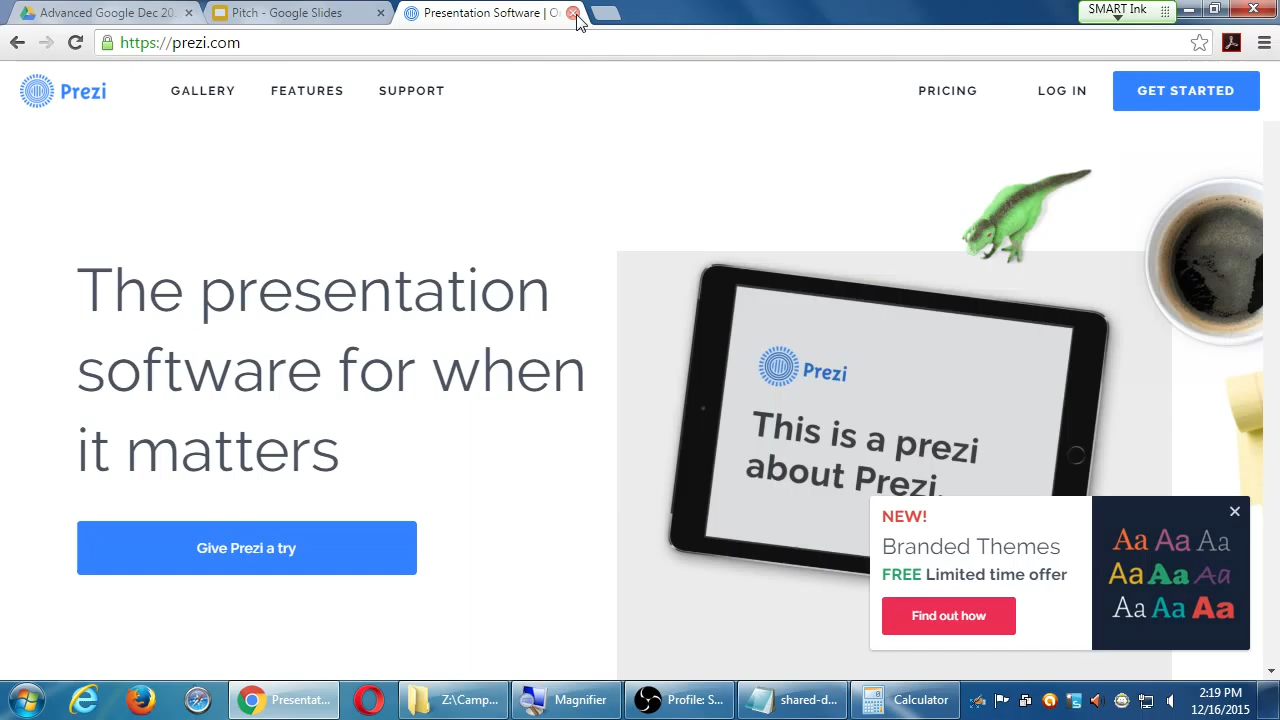 Advanced Google Dec 20
Pitch - Google Slides
Presentation Software | O
SMART Ink
https://prezi.com
Prezi
GALLERY
FEATURES
SUPPORT
PRICING
LOG IN
GET STARTED
The presentation
software for when
it matters
Give Prezi a try
Prezi
This is a prezi
about Prezi.
NEW!
Branded Themes
FREE Limited time offer
Find out how
Aa Aa Aa
Aa Aa Aa
Aa Aa Aa
Presentat...
Z:\Camp...
Magnifier
Profile: S...
shared-d...
Calculator
2:19 PM
12/16/2015